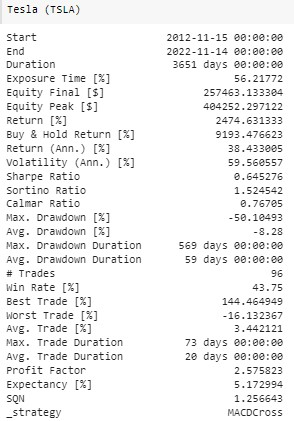 Tesla (TSLA)
Start 2012-11-15 00:00:00
End 2022-11-14 00:00:00
Duration 3651 days 00:00:00
Exposure Time [%] 56.21772
Equity Final [$] 257463.133304
Equity Peak [$] 404252.297122
Return [%] 2474.631333
Buy & Hold Return [%] 9193.476623
Return (Ann.) [%] 38.433005
Volatility (Ann.) [%] 59.560557
Sharpe Ratio 0.645276
Sortino Ratio 1.524542
Calmar Ratio 0.76705
Max. Drawdown [%] -50.10493
Avg. Drawdown [%] -8.28
Max. Drawdown Duration 569 days 00:00:00
Avg. Drawdown Duration 59 days 00:00:00
# Trades 96
Win Rate [%] 43.75
Best Trade [%] 144.464949
Worst Trade [%] -16.132367
Avg. Trade [%] 3.442121
Max. Trade Duration 73 days 00:00:00
Avg. Trade Duration 20 days 00:00:00
Profit Factor 2.575823
Expectancy [%] 5.172994
SQN 1.256643
_strategy MACDCross